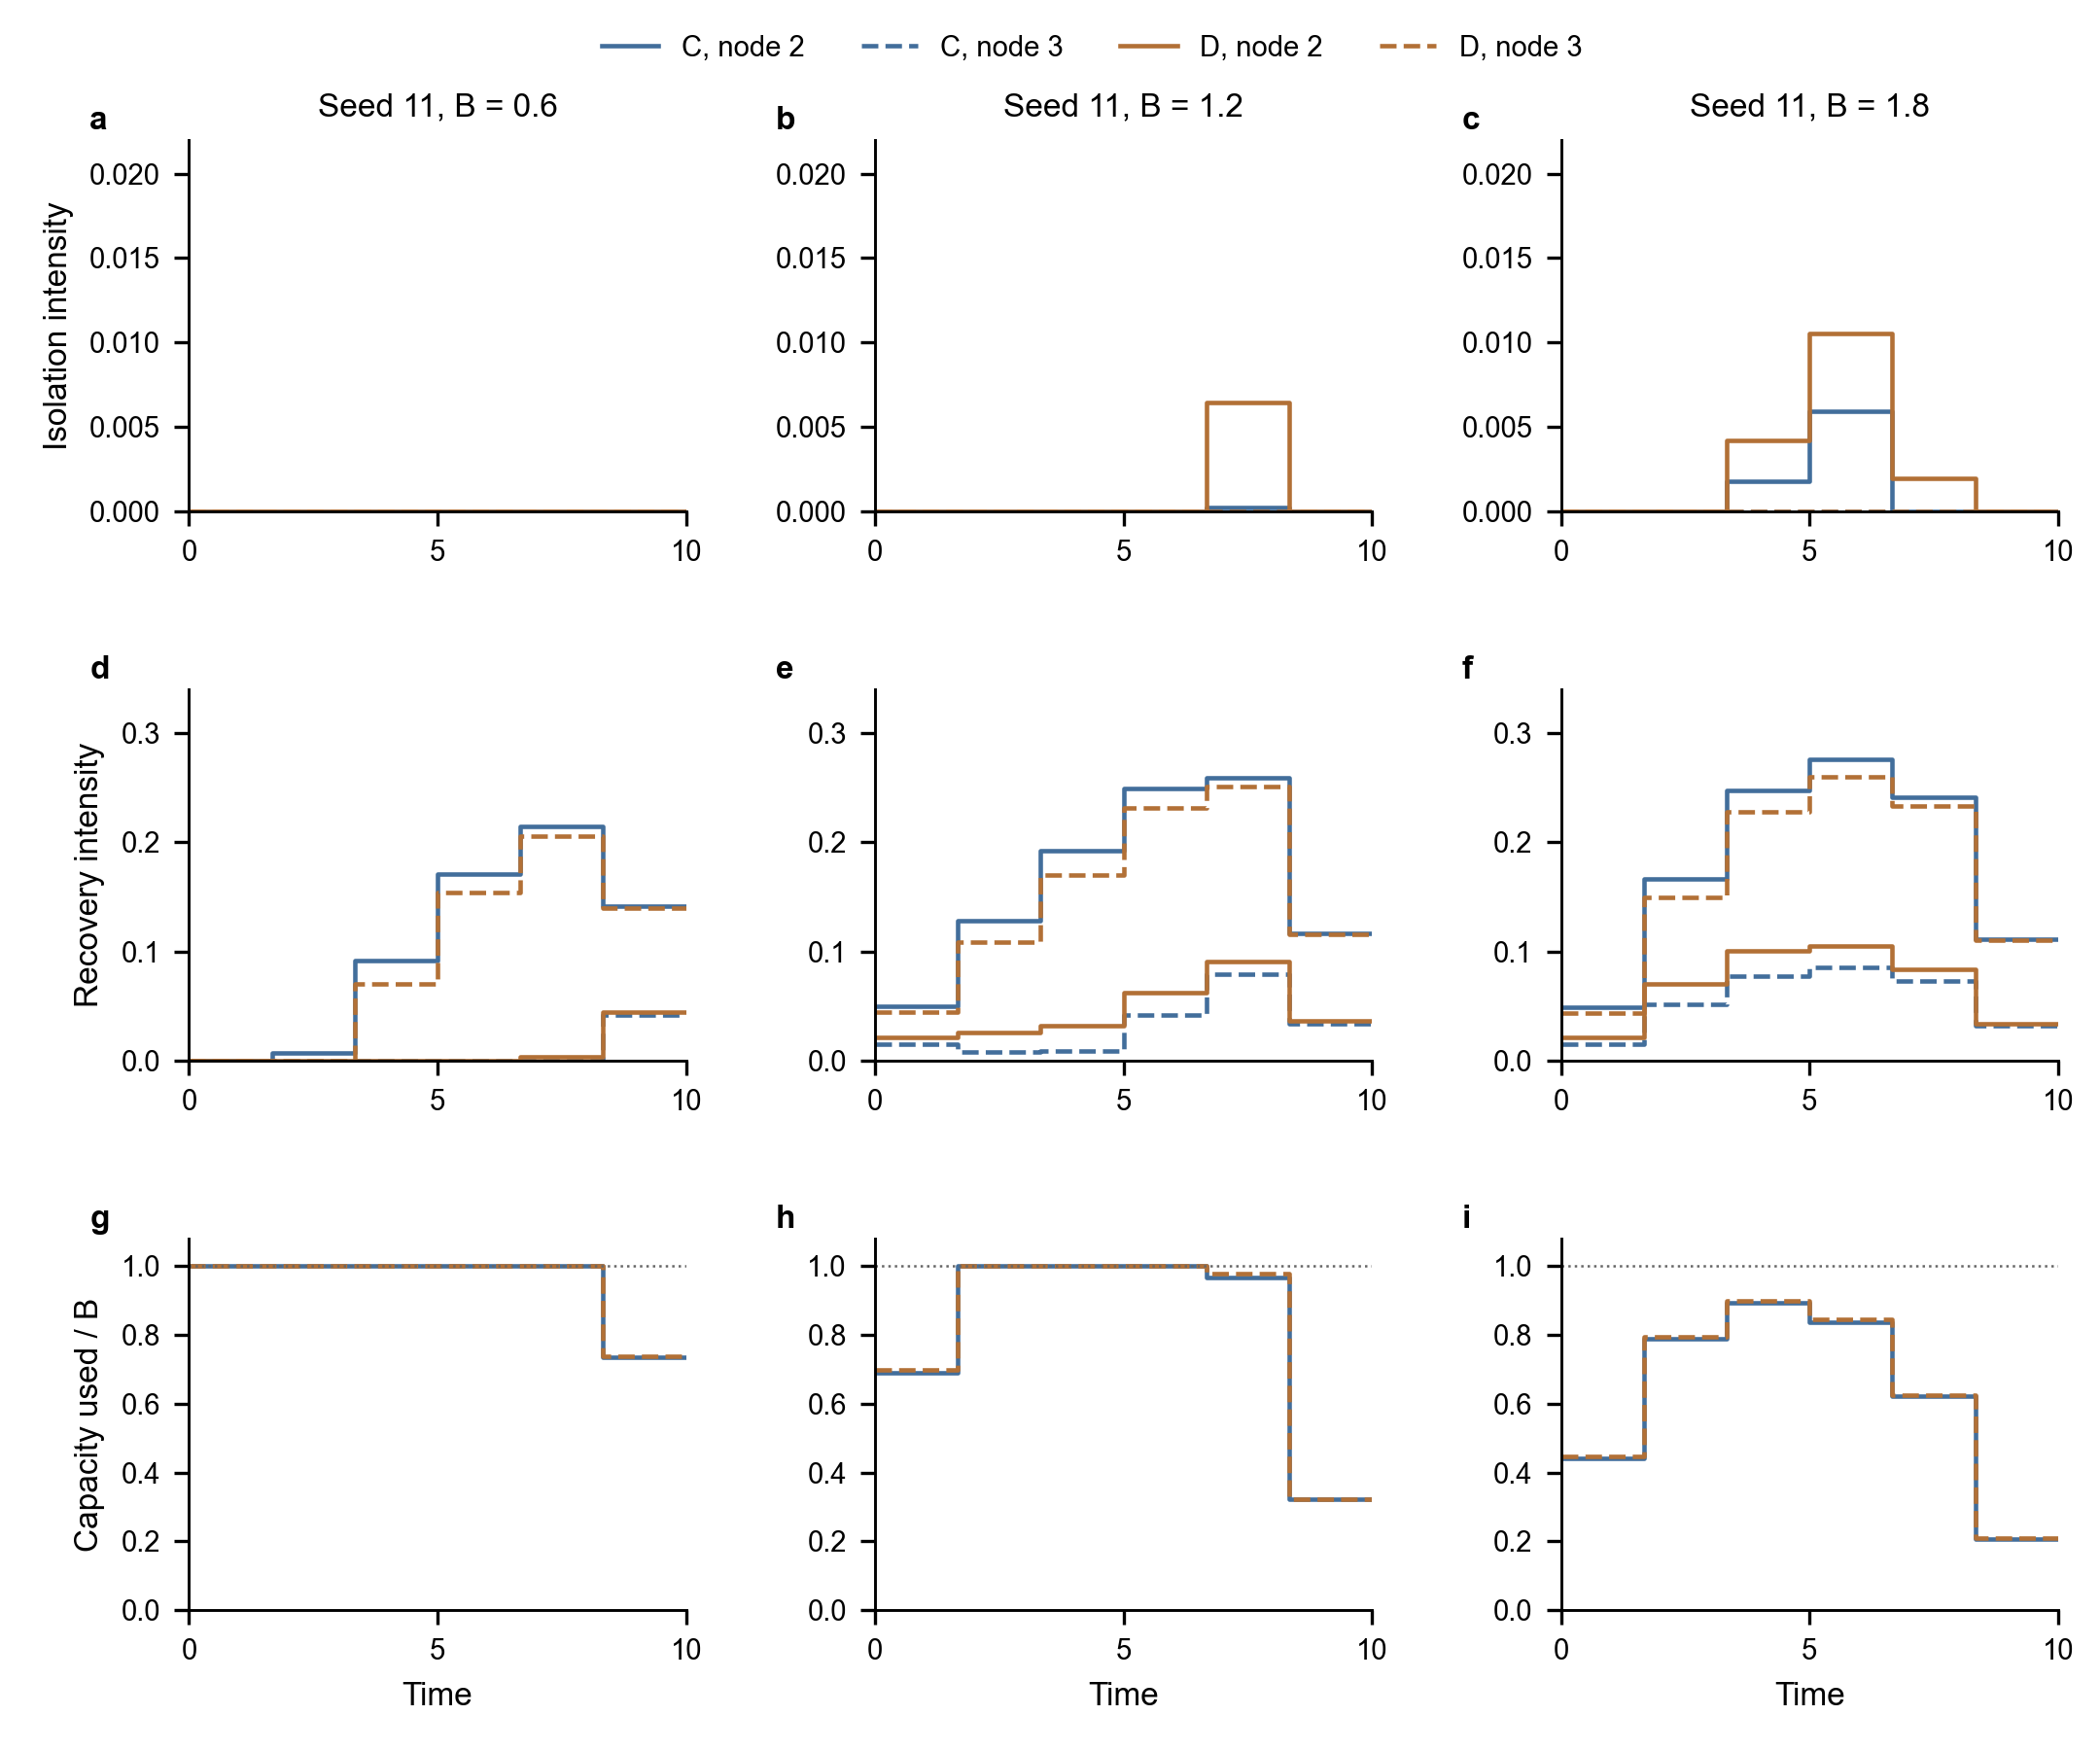 C, node 2 C, node 3 D, node 2 D, node 3
a Seed 11, B = 0.6
b Seed 11, B = 1.2
c Seed 11, B = 1.8
Isolation intensity
0.020 0.020 0.020
0.015 0.015 0.015
0.010 0.010 0.010
0.005 0.005 0.005
0.000 0.000 0.000
0 5 10 0 5 10 0 5 10
d e f
Recovery intensity
0.3 0.3 0.3
0.2 0.2 0.2
0.1 0.1 0.1
0.0 0.0 0.0
0 5 10 0 5 10 0 5 10
g h i
Capacity used / B
1.0 1.0 1.0
0.8 0.8 0.8
0.6 0.6 0.6
0.4 0.4 0.4
0.2 0.2 0.2
0.0 0.0 0.0
0 5 10 0 5 10 0 5 10
Time Time Time